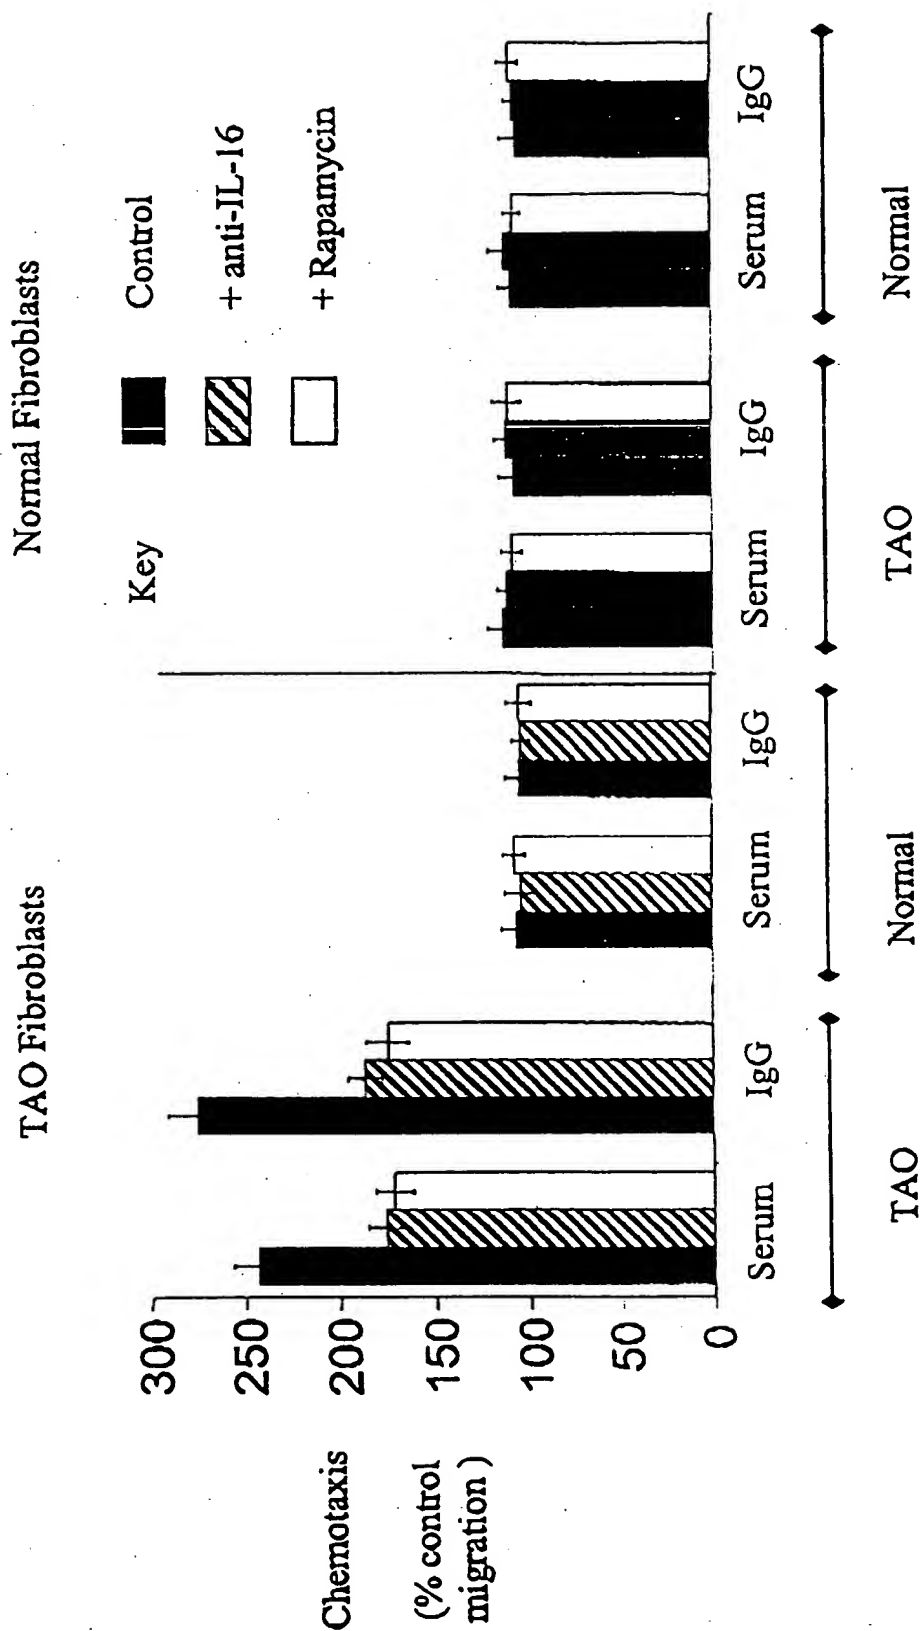 TAO Fibroblasts
Normal Fibroblasts
Key
Control
+ anti-IL-16
+ Rapamycin
Chemotaxis
(% control
migration )
300
250
200
150
100
50
0
Serum
IgG
Serum
IgG
Serum
IgG
Serum
IgG
TAO
Normal
TAO
Normal